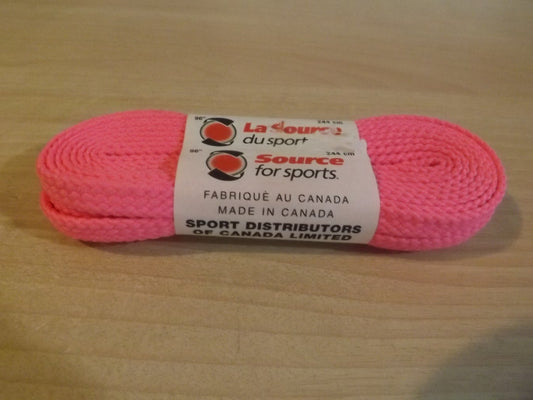 96" 244 cm
La Source
du sport
96" 244 cm
Source
for sports.
FABRIQUÈ AU CANADA
MADE IN CANADA
SPORT DISTRIBUTORS
OF CANADA LIMITED